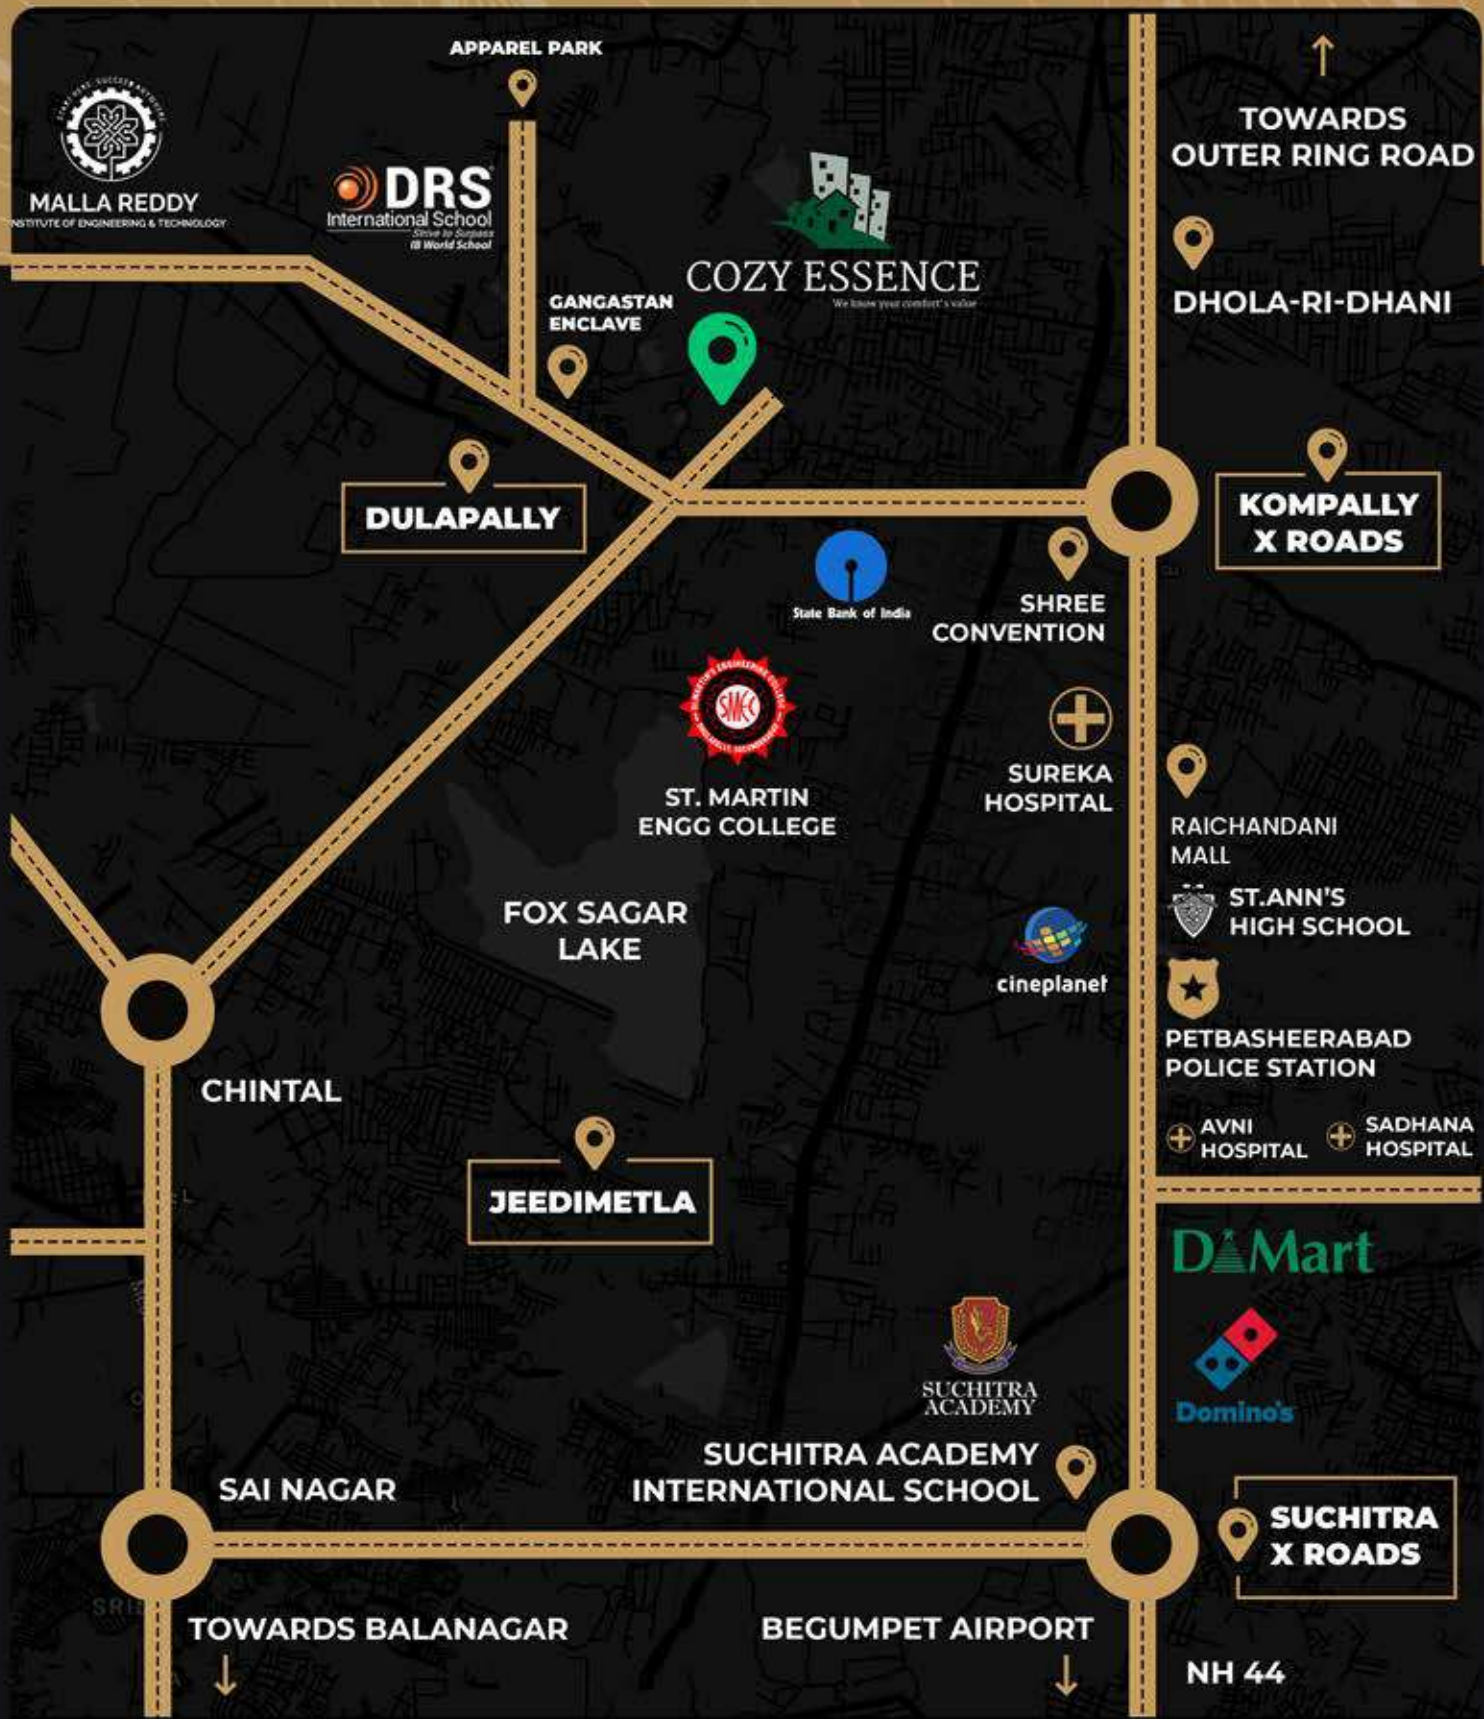 APPAREL PARK
TOWARDS
OUTER RING ROAD
MALLA REDDY
INSTITUTE OF ENGINEERING & TECHNOLOGY
DRS
International School
Strive to Surpass
IB World School
COZY ESSENCE
We know your comfort's value
GANGASTAN
ENCLAVE
DHOLA-RI-DHANI
DULAPALLY
KOMPALLY
X ROADS
State Bank of India
SHREE
CONVENTION
SMEC
ST. MARTIN
ENGG COLLEGE
SUREKA
HOSPITAL
RAICHANDANI
MALL
ST.ANN'S
HIGH SCHOOL
FOX SAGAR
LAKE
cineplanet
PETBASHEERABAD
POLICE STATION
CHINTAL
AVNI
HOSPITAL
SADHANA
HOSPITAL
JEEDIMETLA
DMart
Domino's
SUCHITRA
ACADEMY
SUCHITRA ACADEMY
INTERNATIONAL SCHOOL
SAI NAGAR
SUCHITRA
X ROADS
TOWARDS BALANAGAR
BEGUMPET AIRPORT
NH 44